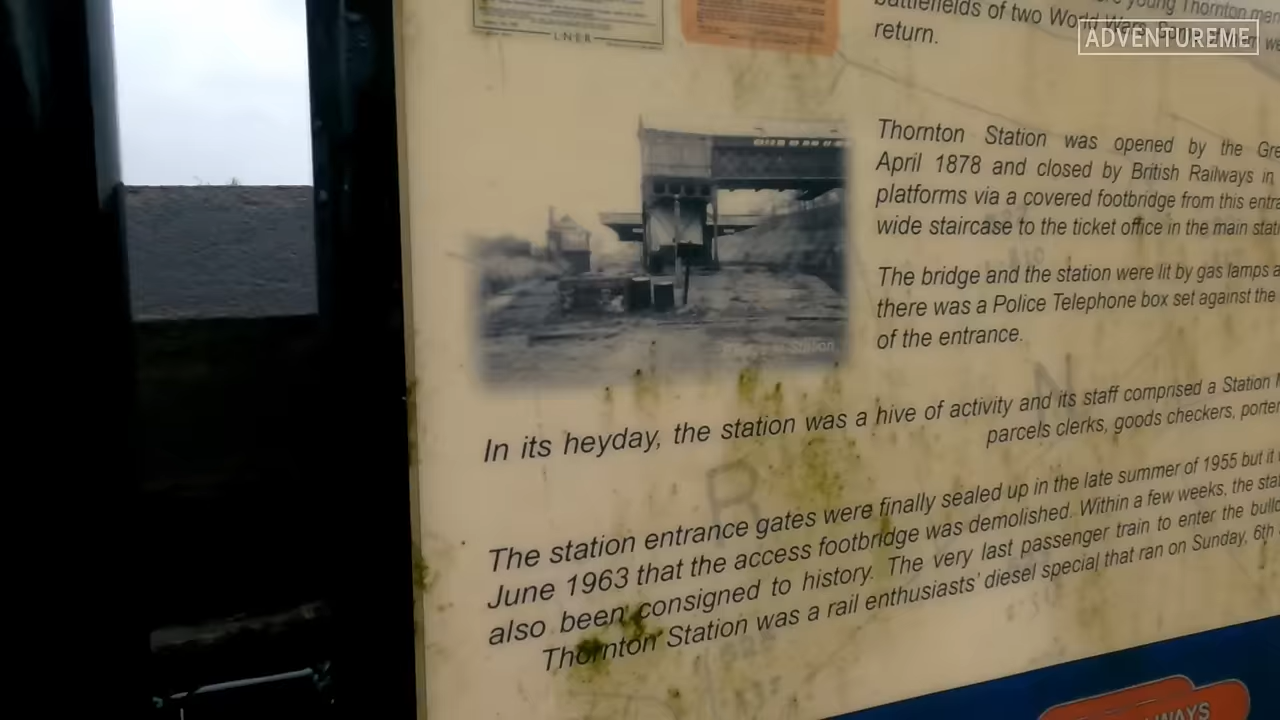 L N E R
young Thornton men
battlefields of two World Wars.
return.
ADVENTUREME
Thornton Station was opened by the
April 1878 and closed by British Railways in
platforms via a covered footbridge from this
wide staircase to the ticket office in the main
Station
The bridge and the station were lit by gas lamps
there was a Police Telephone box set against the
of the entrance.
In its heyday, the station was a hive of activity and its staff comprised a Station
parcels clerks, goods checkers,
The station entrance gates were finally sealed up in the late summer of 1955 but it
June 1963 that the access footbridge was demolished. Within a few weeks, the
also been consigned to history. The very last passenger train to enter the
Thornton Station was a rail enthusiasts' diesel special that ran on Sunday, 6th